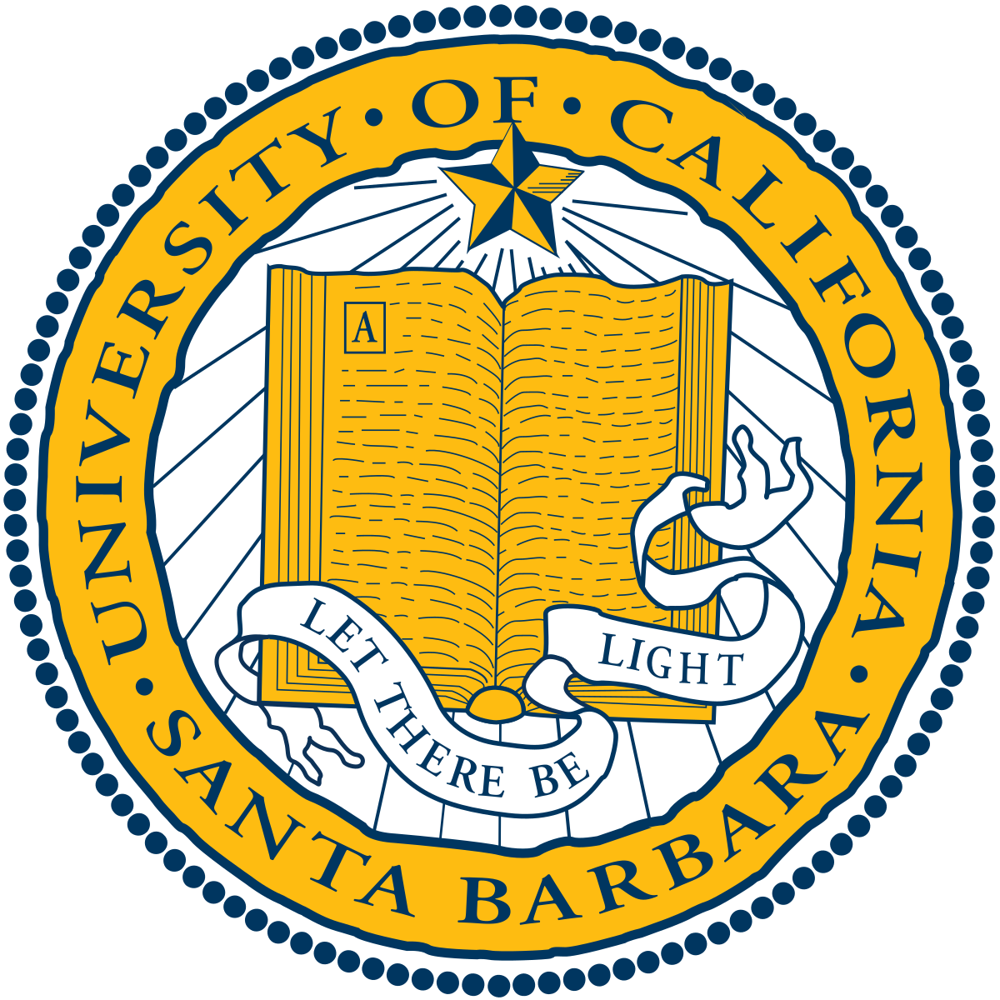 UNIVERSITY · OF · CALIFORNIA
· SANTA BARBARA ·
A
LET THERE BE
LIGHT